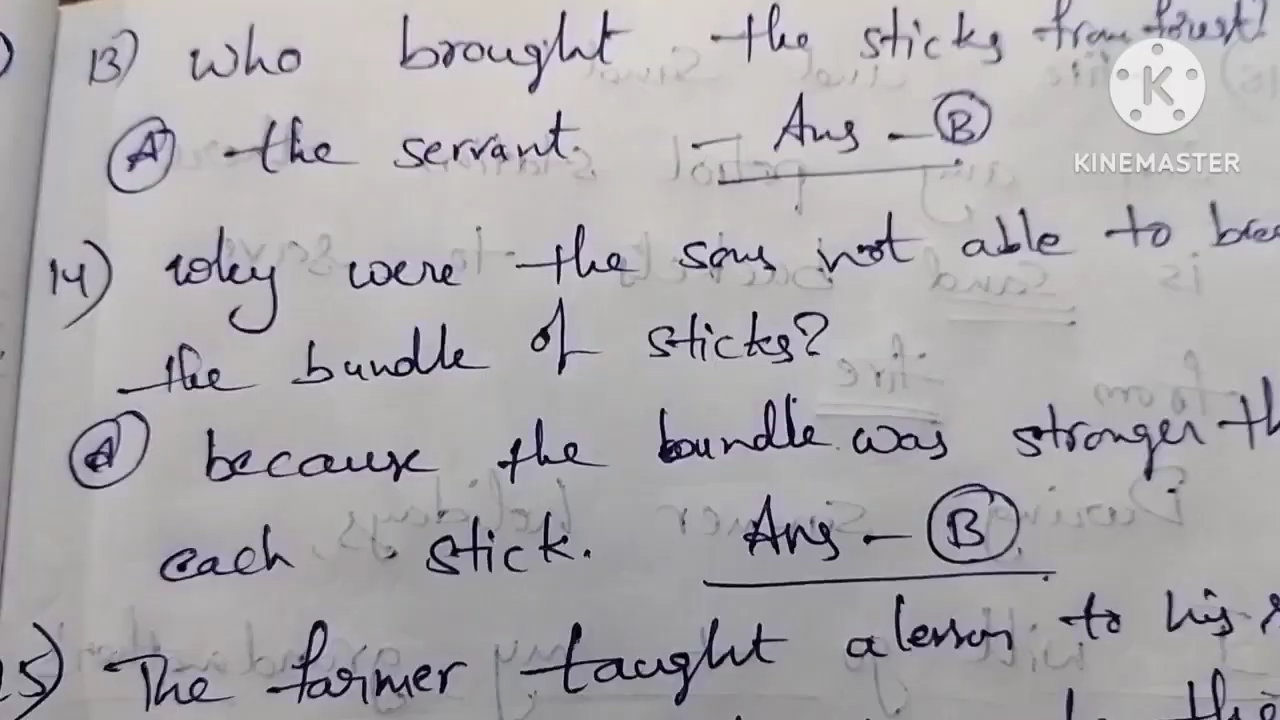 13) Who brought the sticks from forest?
K
KINEMASTER
(A) the servant. - Ans - (B)
14) Why were the sons not able to
the bundle of sticks?
(A) because the bundle was stronger
each stick. Ans - (B)
The farmer taught a lesson to his